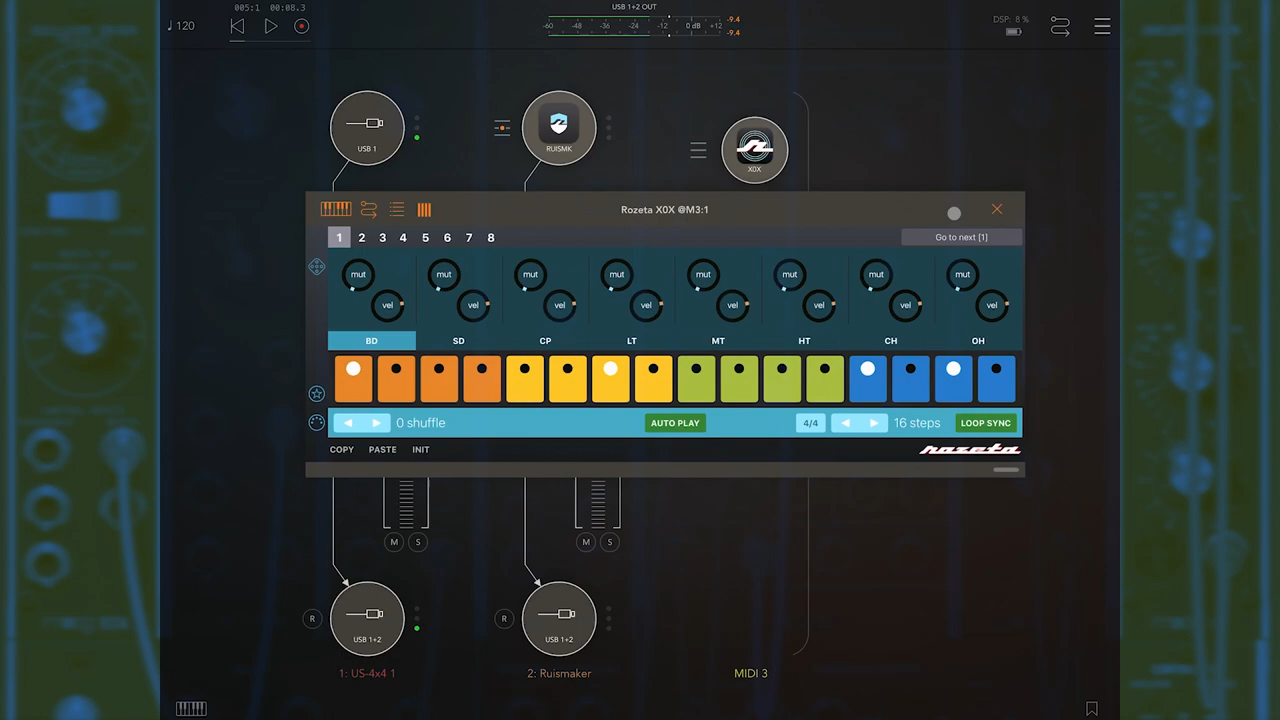 005:1 00:08.3
USB 1+2 OUT
♩ 120
-60 -48 -36 -24 -12 0 dB +12
-9.4
-9.4
DSP: 8 %
USB 1
RUISMK
X0X
Rozeta X0X @M3:1
1 2 3 4 5 6 7 8
Go to next [1]
mut mut mut mut mut mut mut mut
vel vel vel vel vel vel vel vel
BD SD CP LT MT HT CH OH
0 shuffle AUTO PLAY 4/4 16 steps LOOP SYNC
COPY PASTE INIT rozeta
M S M S
R R
USB 1+2 USB 1+2
1: US-4x4 1 2: Ruismaker MIDI 3